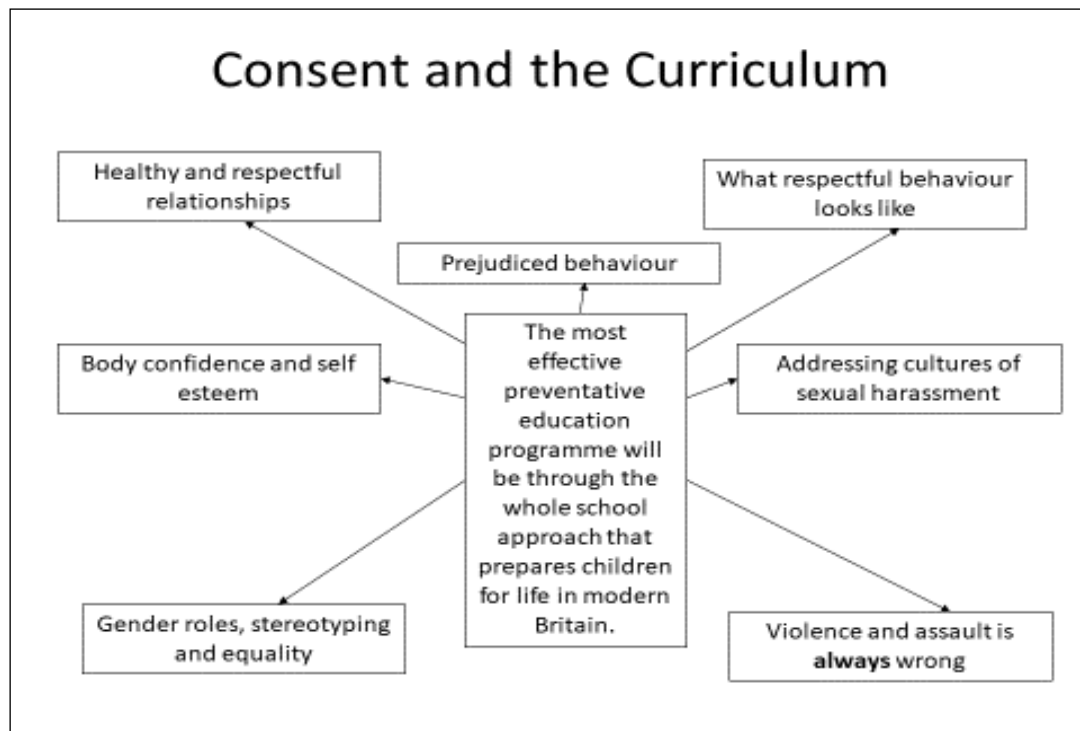 Consent and the Curriculum
Healthy and respectful
relationships
What respectful behaviour
looks like
Prejudiced behaviour
The most
effective
preventative
education
programme will
be through the
whole school
approach that
prepares children
for life in modern
Britain.
Body confidence and self
esteem
Addressing cultures of
sexual harassment
Gender roles, stereotyping
and equality
Violence and assault is
always wrong